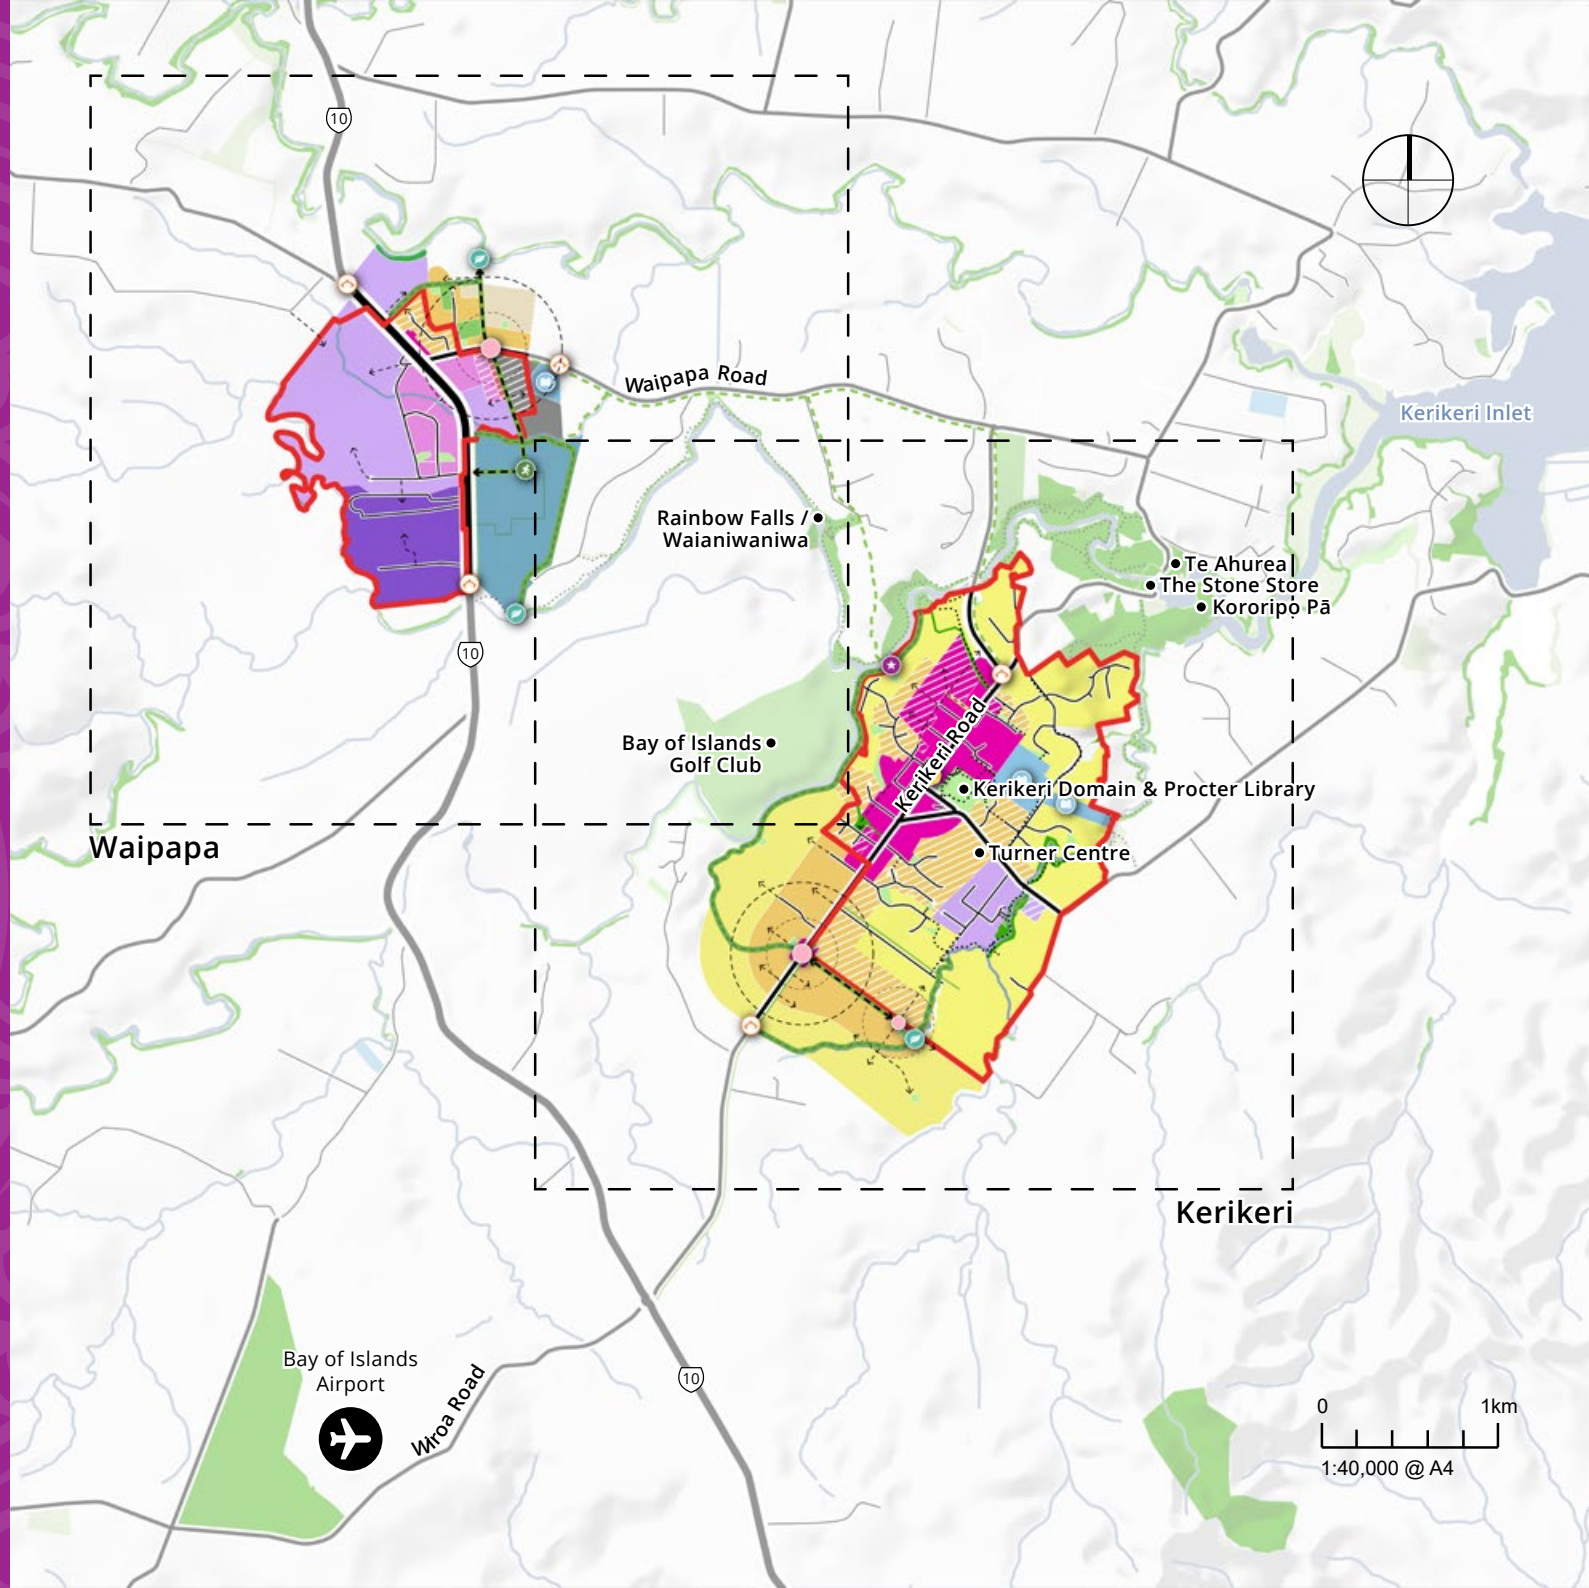 10
Waipapa Road
Kerikeri Inlet
Rainbow Falls /
Waianiwaniwa
Te Ahurea
The Stone Store
Kororipo Pā
10
Kerikeri Road
Bay of Islands
Golf Club
Kerikeri Domain & Procter Library
Waipapa
Turner Centre
Kerikeri
Bay of Islands
Airport
Wiroa Road
10
0 1km
1:40,000 @ A4